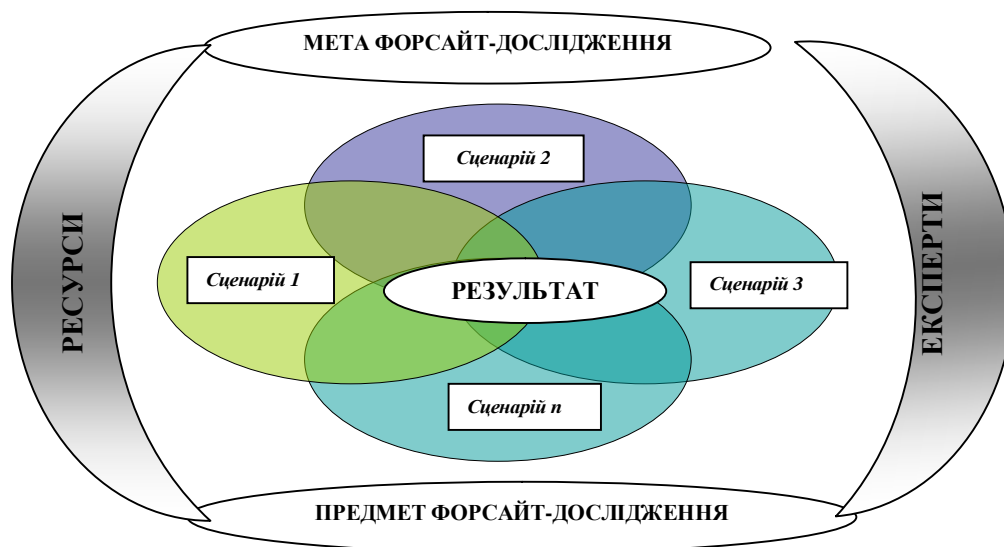 МЕТА ФОРСАЙТ-ДОСЛІДЖЕННЯ
Сценарій 2
РЕСУРСИ
Сценарій 1
РЕЗУЛЬТАТ
Сценарій 3
ЕКСПЕРТИ
Сценарій n
ПРЕДМЕТ ФОРСАЙТ-ДОСЛІДЖЕННЯ